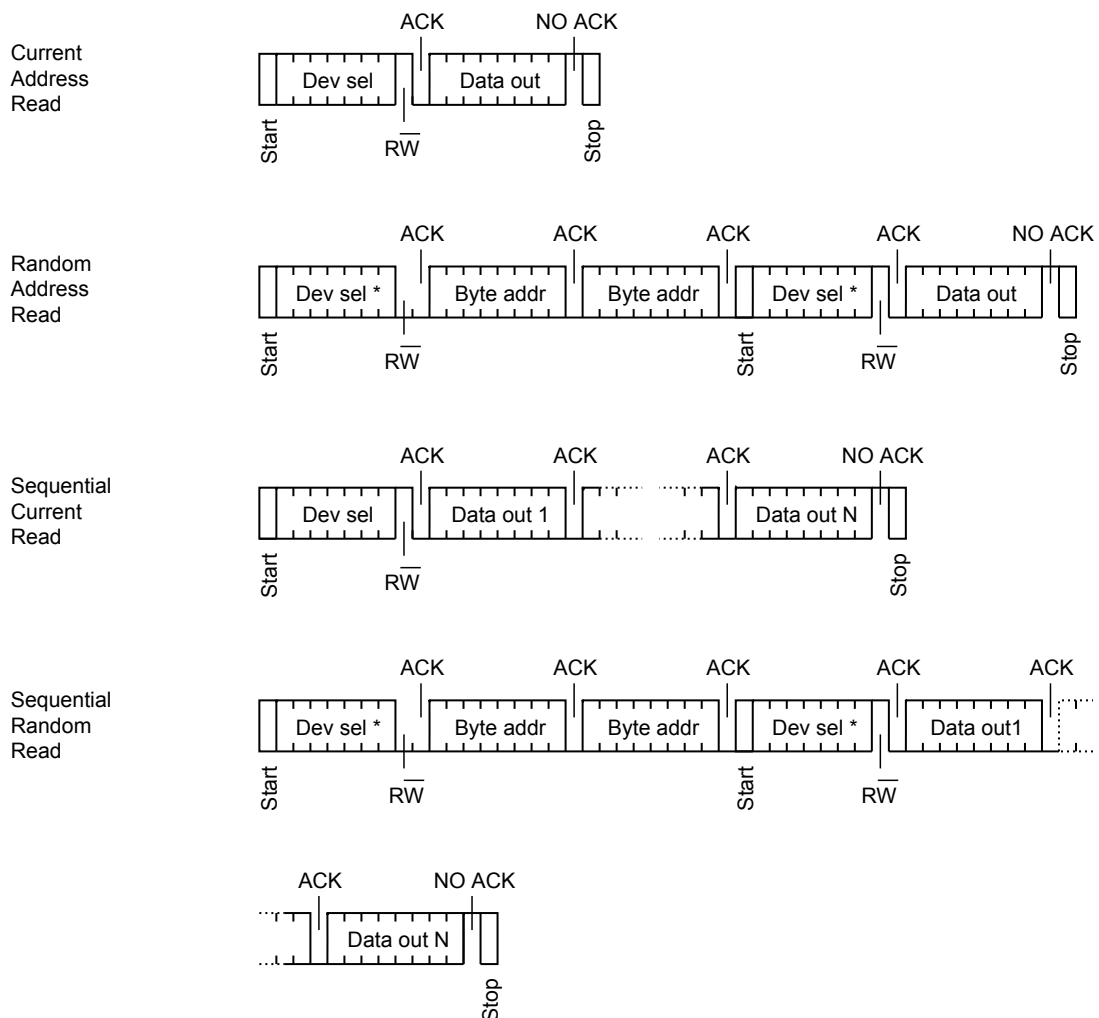 ACK NO ACK
Current
Address
Read
Dev sel Data out
Start R̅W̅ Stop
ACK ACK ACK ACK NO ACK
Random
Address
Read
Dev sel * Byte addr Byte addr Dev sel * Data out
Start RW̅ Start RW̅ Stop
ACK ACK ACK NO ACK
Sequential
Current
Read
Dev sel Data out 1 Data out N
Start RW̅ Stop
ACK ACK ACK ACK ACK
Sequential
Random
Read
Dev sel * Byte addr Byte addr Dev sel * Data out1
Start RW̅ Start RW̅
ACK NO ACK
Data out N
Stop